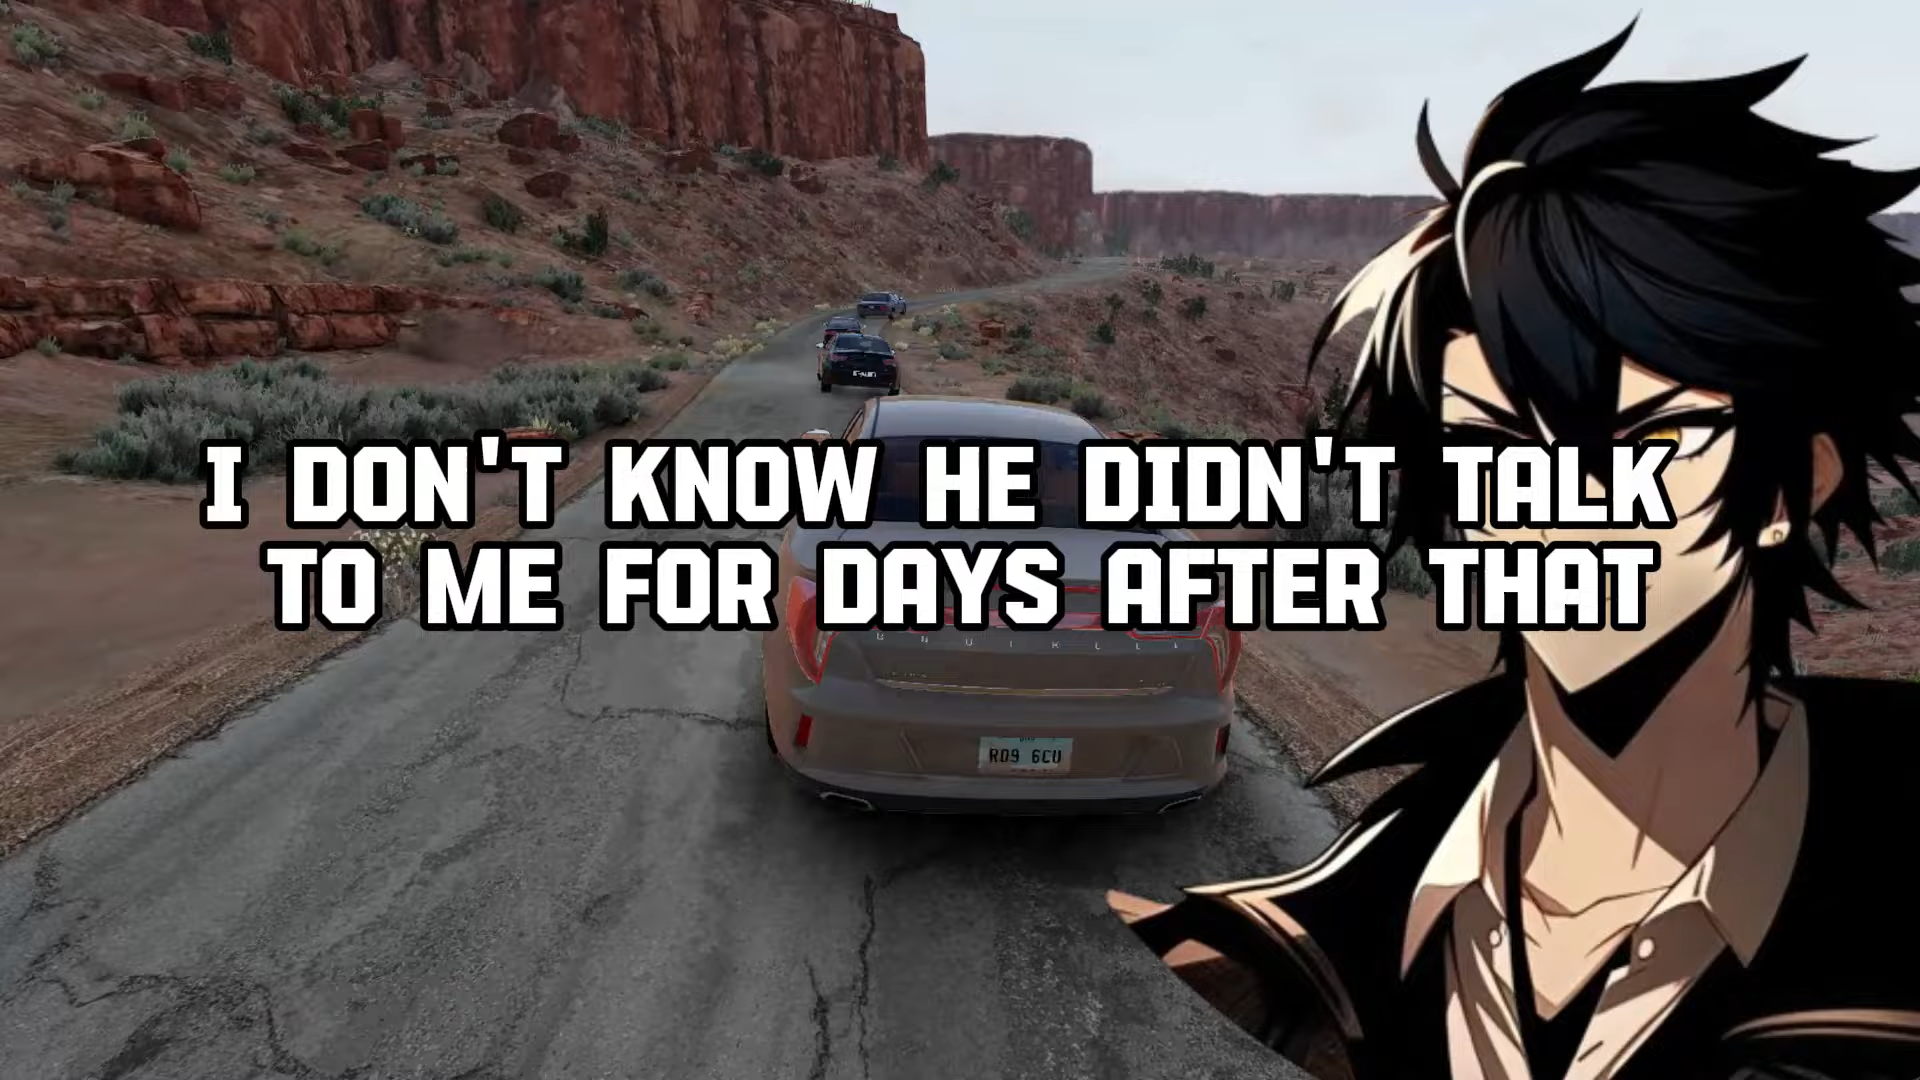 I DON'T KNOW HE DIDN'T TALK
TO ME FOR DAYS AFTER THAT
RD9 6CU